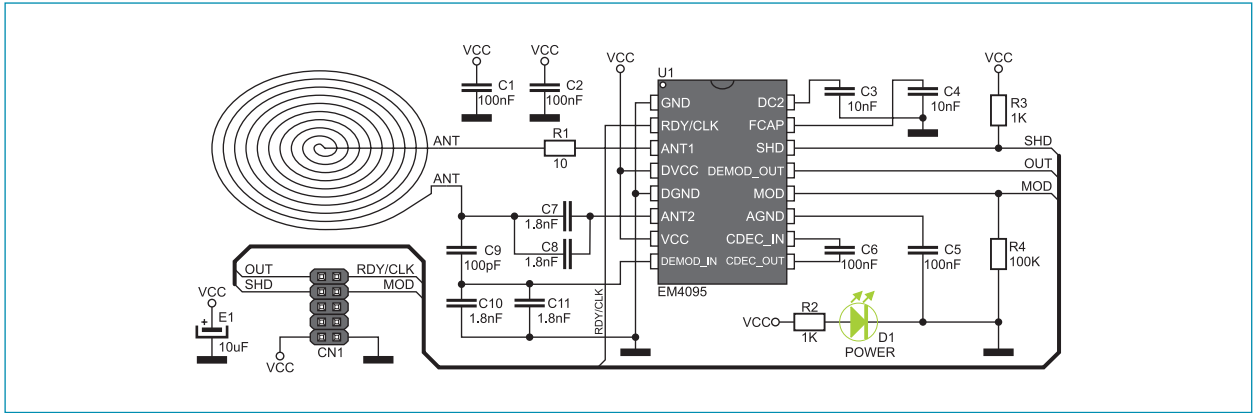 VCC
C1
100nF
VCC
C2
100nF
VCC
U1
GND
RDY/CLK
ANT1
DVCC
DGND
ANT2
VCC
DEMOD_IN
DC2
FCAP
SHD
DEMOD_OUT
MOD
AGND
CDEC_IN
CDEC_OUT
EM4095
C3
10nF
C4
10nF
VCC
R3
1K
SHD
OUT
MOD
ANT
R1
10
ANT
C7
1.8nF
C8
1.8nF
C9
100pF
C10
1.8nF
C11
1.8nF
RDY/CLK
C6
100nF
C5
100nF
R4
100K
VCC
R2
1K
D1
POWER
OUT
SHD
RDY/CLK
MOD
VCC
+
E1
10uF
VCC
CN1